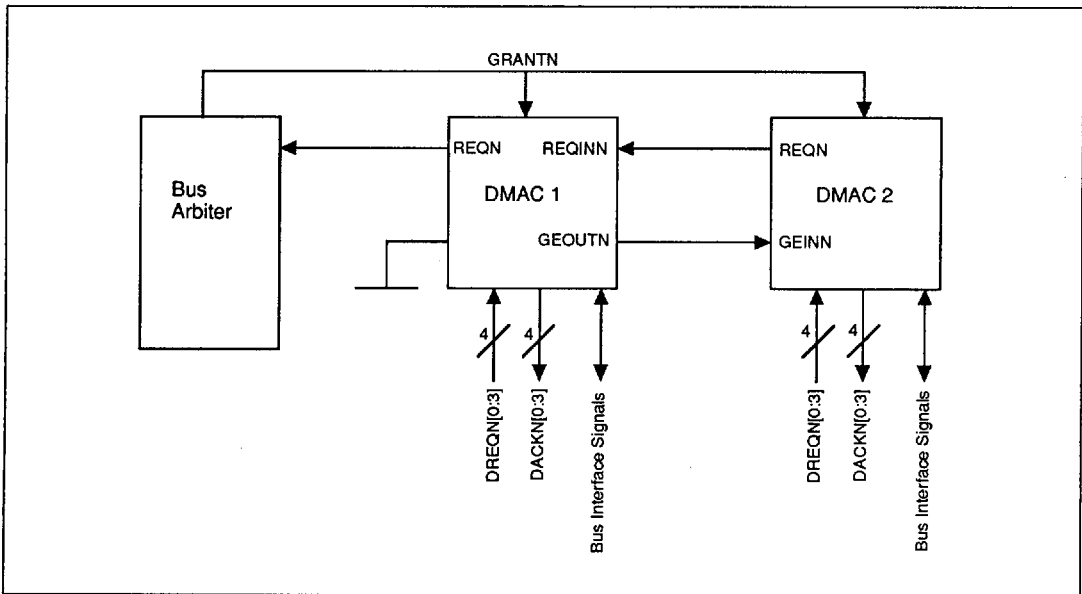 GRANTN
Bus
Arbiter
REQN
REQINN
DMAC 1
GEOUTN
REQN
DMAC 2
GEINN
4
4
4
4
DREQN[0:3]
DACKN[0:3]
Bus Interface Signals
DREQN[0:3]
DACKN[0:3]
Bus Interface Signals